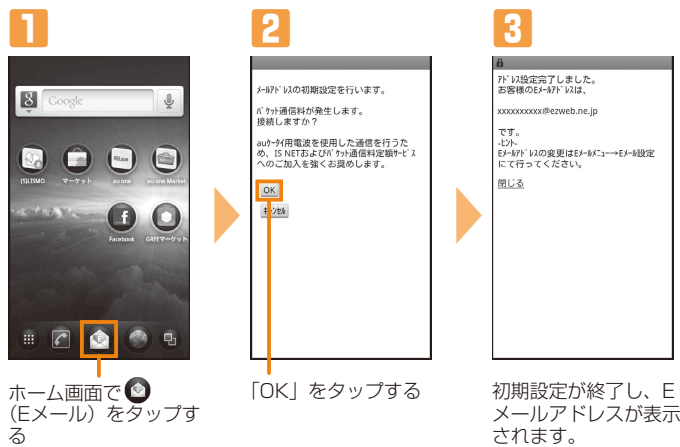 1
8 Google
(S)LISMO マーケット au one au one Market
Facebook GREEマーケット
ホーム画面で
(Eメール)をタップす
る
2
メールアドレスの初期設定を行います。
パケット通信料が発生します。
接続しますか？
auケータイ用電波を使用した通信を行うた
め、IS NETおよびパケット通信料定額サービス
へのご加入を強くお奨めします。
OK
キャンセル
「OK」をタップする
3
アドレス設定完了しました。
お客様のEメールアドレスは、
xxxxxxxxxx@ezweb.ne.jp
です。
-ヒント-
Eメールアドレスの変更はEメールメニュー→Eメール設定
にて行ってください。
閉じる
初期設定が終了し、E
メールアドレスが表示
されます。